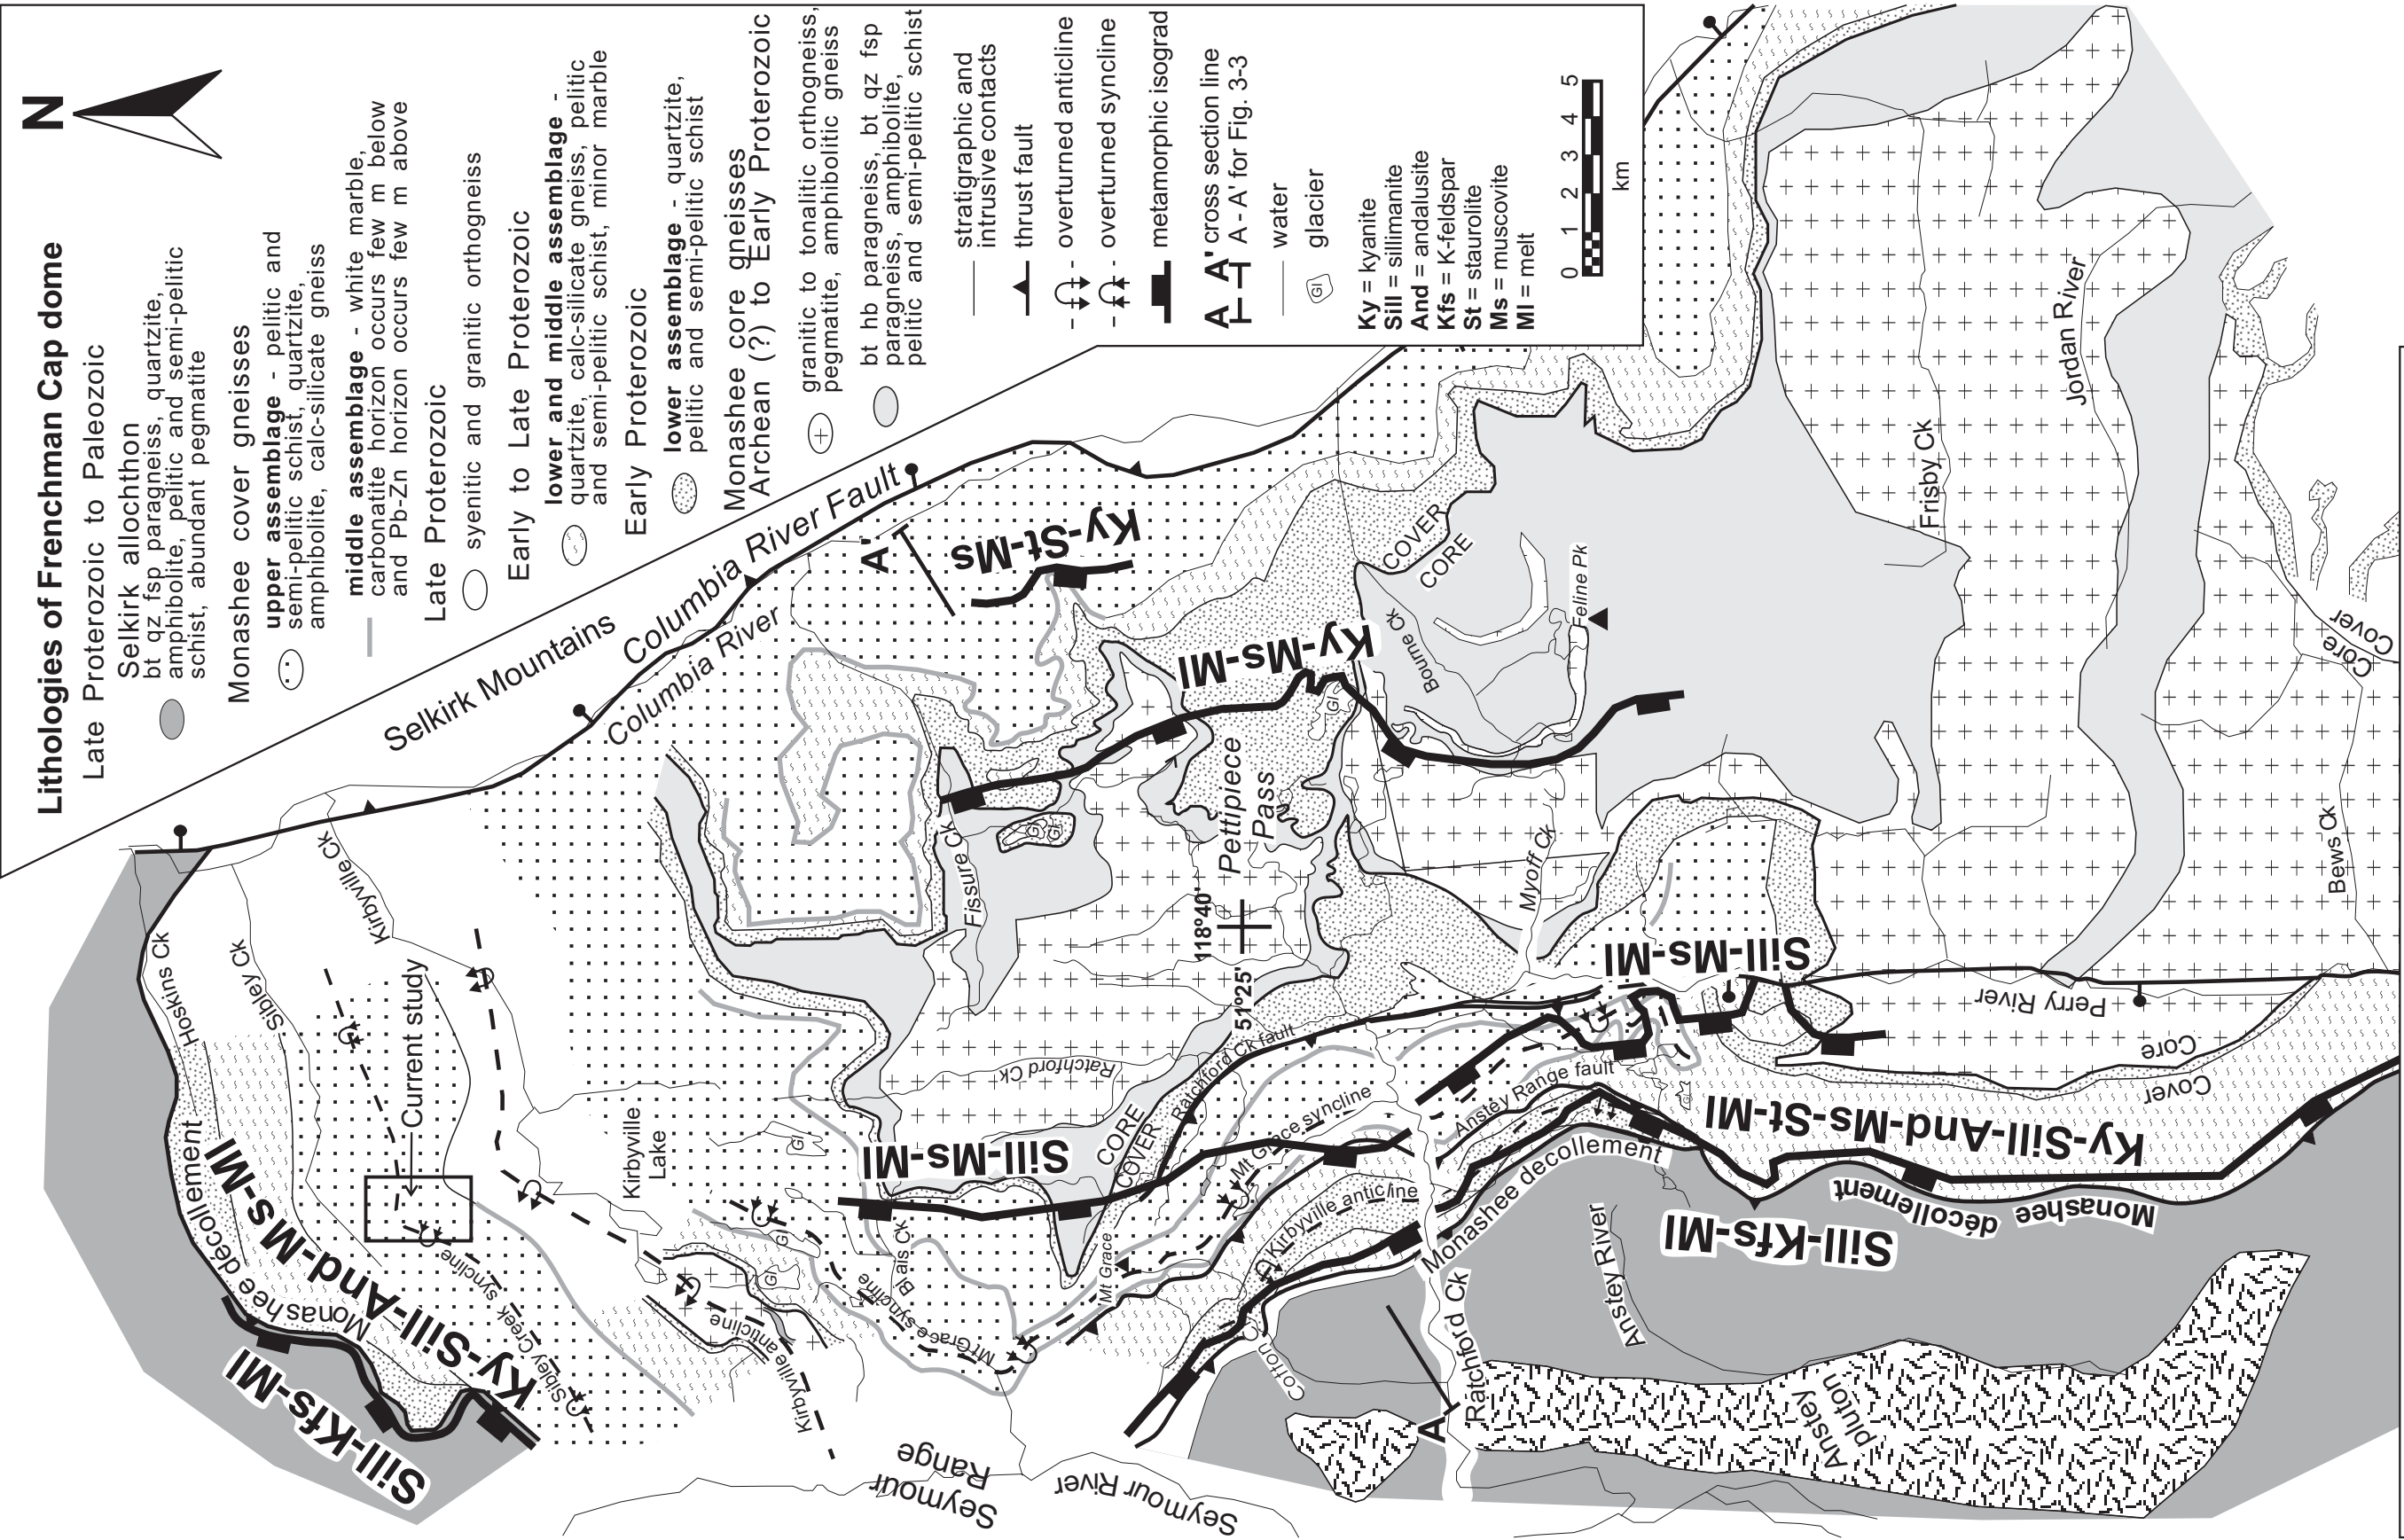 Lithologies of Frenchman Cap dome
Late Proterozoic to Paleozoic
Selkirk allochton
bt qz fsp paragneiss, quartzite,
amphibolite, pelitic and semi-pelitic
schist, abundant pegmatite
Monashee cover gneisses
upper assemblage - pelitic and
semi-pelitic schist, quartzite,
amphibolite, calc-silicate gneiss
middle assemblage - white marble,
carbonatite horizon occurs few m below
and Pb-Zn horizon occurs few m above
Late Proterozoic
syenitic and granitic orthogneiss
Early to Late Proterozoic
lower and middle assemblage -
quartzite, calc-silicate gneiss, pelitic
and semi-pelitic schist, minor marble
Early Proterozoic
lower assemblage - quartzite,
pelitic and semi-pelitic schist
Monashee core gneisses
Archean (?) to Early Proterozoic
granitic to tonalitic orthogneiss,
pegmatite, amphibolitic gneiss
bt hb paragneiss, bt qz fsp
paragneiss, amphibolite,
pelitic and semi-pelitic schist
stratigraphic and
intrusive contacts
thrust fault
overturned anticline
overturned syncline
metamorphic isograd
A A' cross section line
A - A' for Fig. 3-3
water
Gl glacier
Ky = kyanite
Sill = sillimanite
And = andalusite
Kfs = K-feldspar
St = staurolite
Ms = muscovite
Ml = melt
0 1 2 3 4 5
km
N
Selkirk Mountains
Columbia River Fault
Columbia River
A'
Ky-St-Ms
Ky-Ms-Ml
COVER
CORE
Bourne Ck
Feline Pk
Frisby Ck
Jordan River
Core
Cover
Bews Ck
Hoskins Ck
Sibley Ck
Kirbyville Ck
Current study
Kirbyville
Lake
Fissure Ck
Gl
Gl
Gl
Pettipiece
Pass
118°40'
51°25'
Myoff Ck
Sill-Ms-Ml
Perry River
Core
Cover
Ratchford Ck
Ratchford Ck fault
CORE
COVER
Sill-Ms-Ml
Gl
Gl
Gl
Gl
Blais Ck
Mt Grace
Mt Grace syncline
Mt Grace syncline
Kirbyville anticline
Kirbyville anticline
Anstey Range fault
Monashee décollement
Monashee décollement
Monashee
décollement
Ky-Sill-And-Ms-Ml
Sill-Kfs-Ml
Sibley Creek syncline
Ky-Sill-And-Ms-St-Ml
Sill-Kfs-Ml
Anstey River
Cotton Ck
Ratchford Ck
A
Anstey
pluton
Seymour
Range
Seymour River